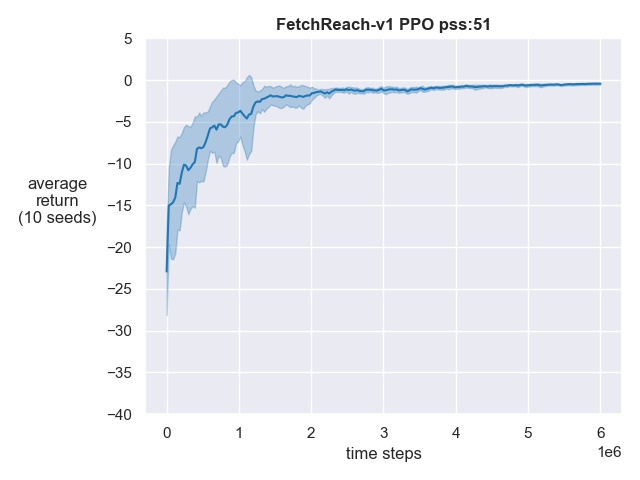 FetchReach-v1 PPO pss:51
5
0
−5
−10
−15
−20
−25
−30
−35
−40
average
return
(10 seeds)
0 1 2 3 4 5 6
1e6
time steps